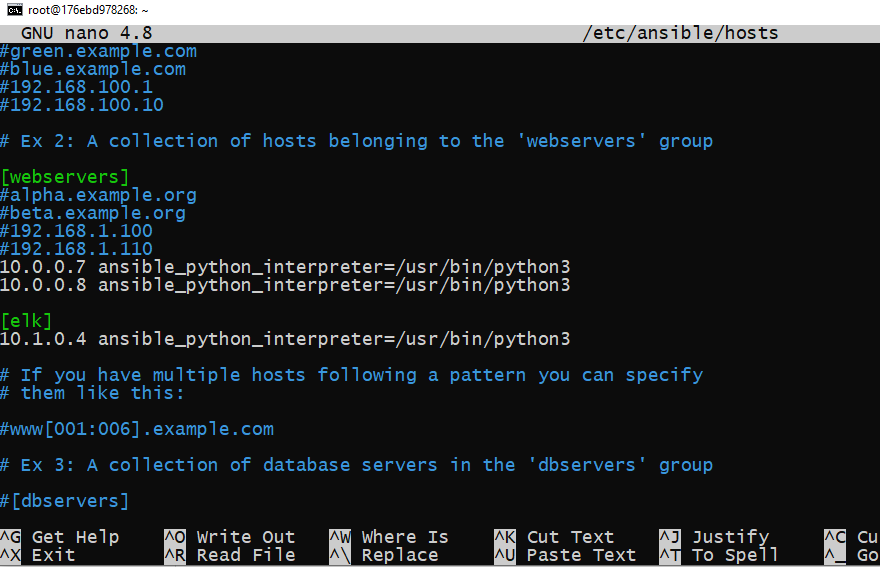 root@176ebd978268: ~
GNU nano 4.8 /etc/ansible/hosts
#green.example.com
#blue.example.com
#192.168.100.1
#192.168.100.10
# Ex 2: A collection of hosts belonging to the 'webservers' group
[webservers]
#alpha.example.org
#beta.example.org
#192.168.1.100
#192.168.1.110
10.0.0.7 ansible_python_interpreter=/usr/bin/python3
10.0.0.8 ansible_python_interpreter=/usr/bin/python3
[elk]
10.1.0.4 ansible_python_interpreter=/usr/bin/python3
# If you have multiple hosts following a pattern you can specify
# them like this:
#www[001:006].example.com
# Ex 3: A collection of database servers in the 'dbservers' group
#[dbservers]
^G Get Help ^O Write Out ^W Where Is ^K Cut Text ^J Justify ^C Cu
^X Exit ^R Read File ^\ Replace ^U Paste Text ^T To Spell ^_ Go